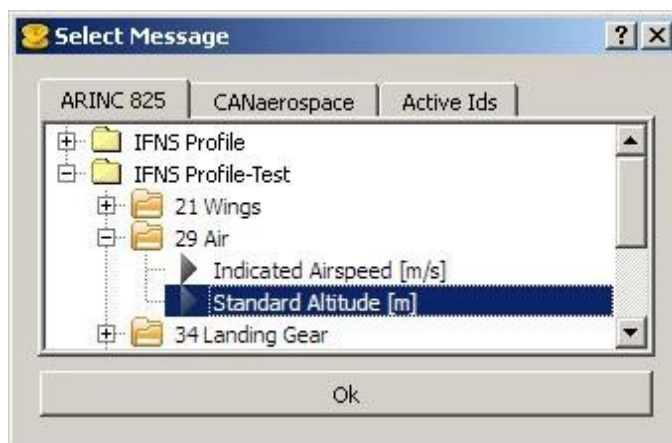 Select Message
ARINC 825 CANaerospace Active Ids
IFNS Profile
IFNS Profile-Test
21 Wings
29 Air
Indicated Airspeed [m/s]
Standard Altitude [m]
34 Landing Gear
Ok